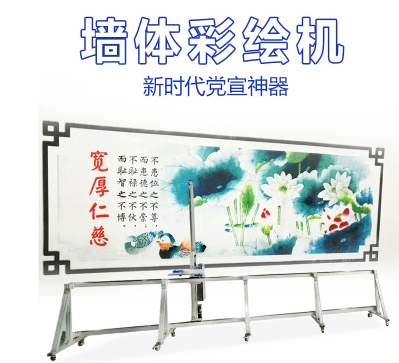 墙体彩绘机
新时代党宣神器
宽厚仁慈
不患位之不尊
而患德之不崇
不耻禄之不伙
而耻智之不博